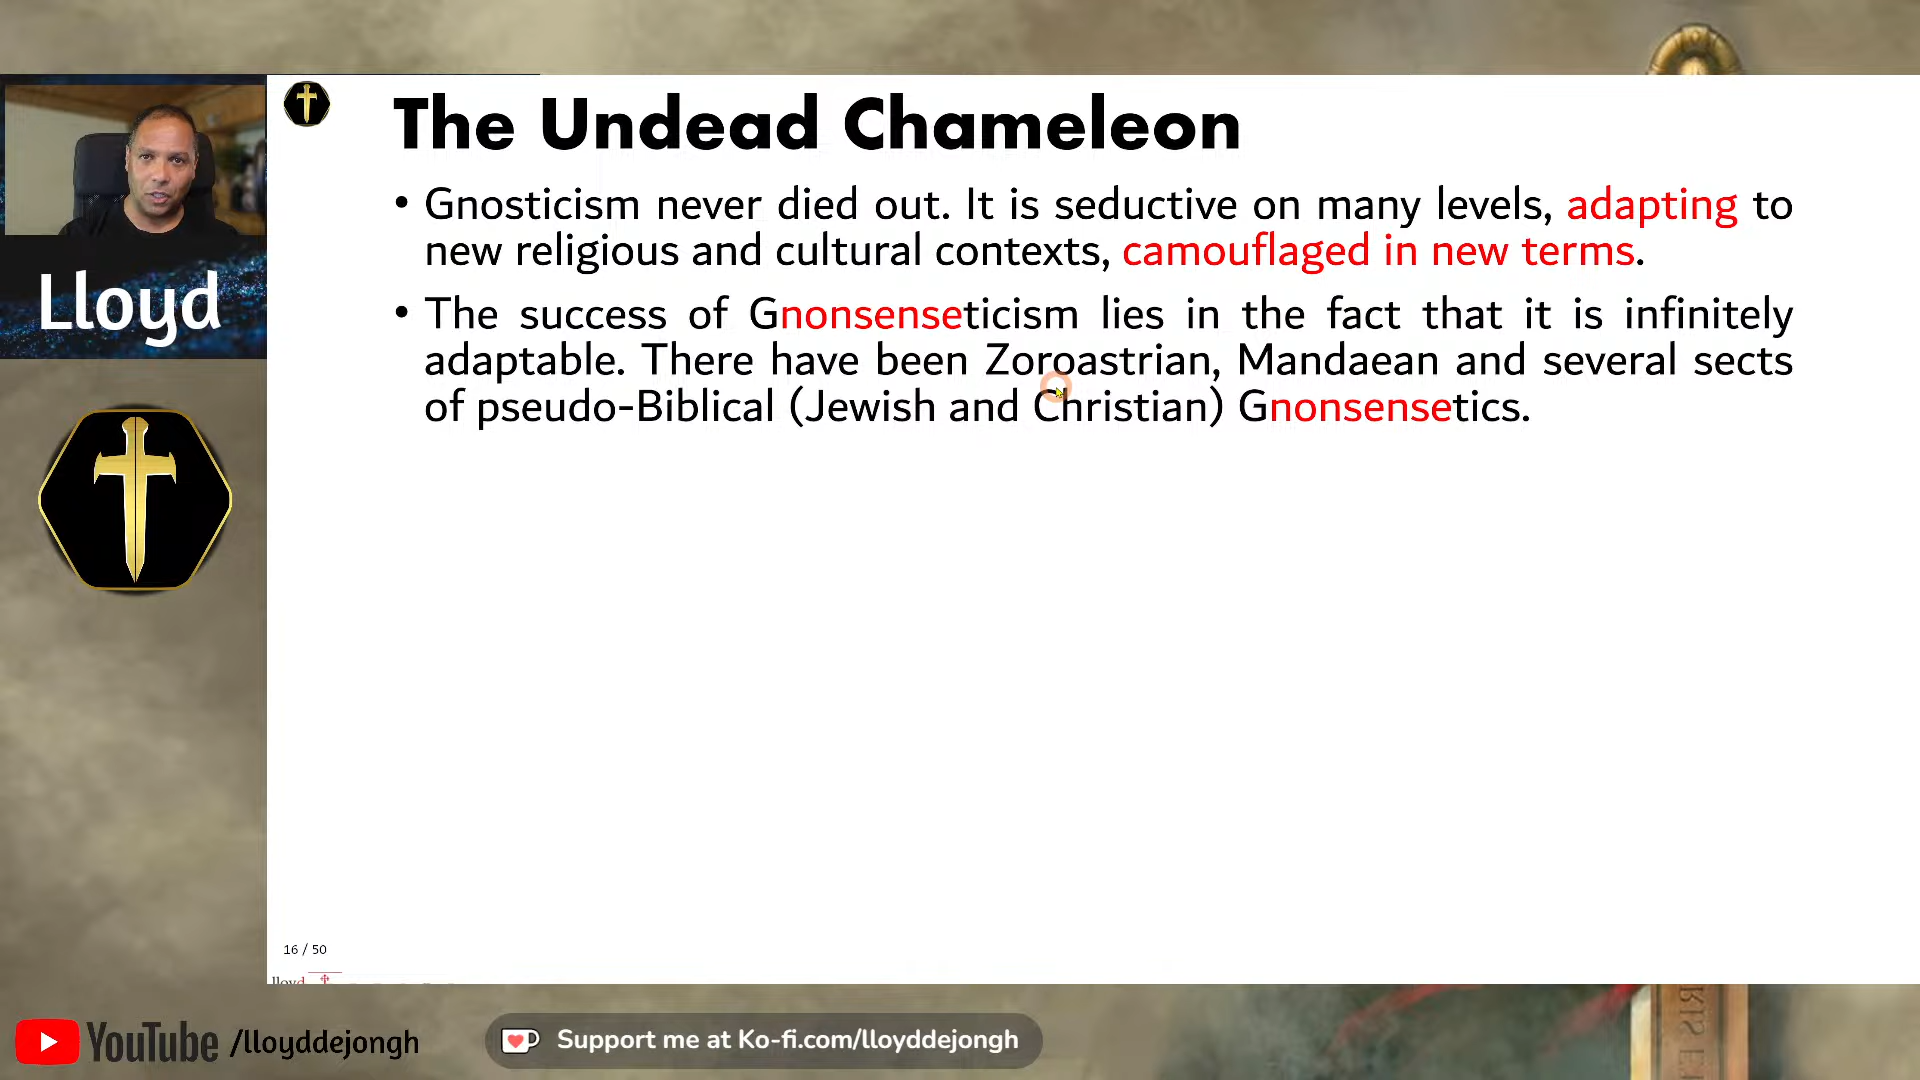 The Undead Chameleon
• Gnosticism never died out. It is seductive on many levels, adapting to
new religious and cultural contexts, camouflaged in new terms.
• The success of Gnonsenseticism lies in the fact that it is infinitely
adaptable. There have been Zoroastrian, Mandaean and several sects
of pseudo-Biblical (Jewish and Christian) Gnonsensetics.
Lloyd
16 / 50
lloyd
YouTube /lloyddejongh
Support me at Ko-fi.com/lloyddejongh